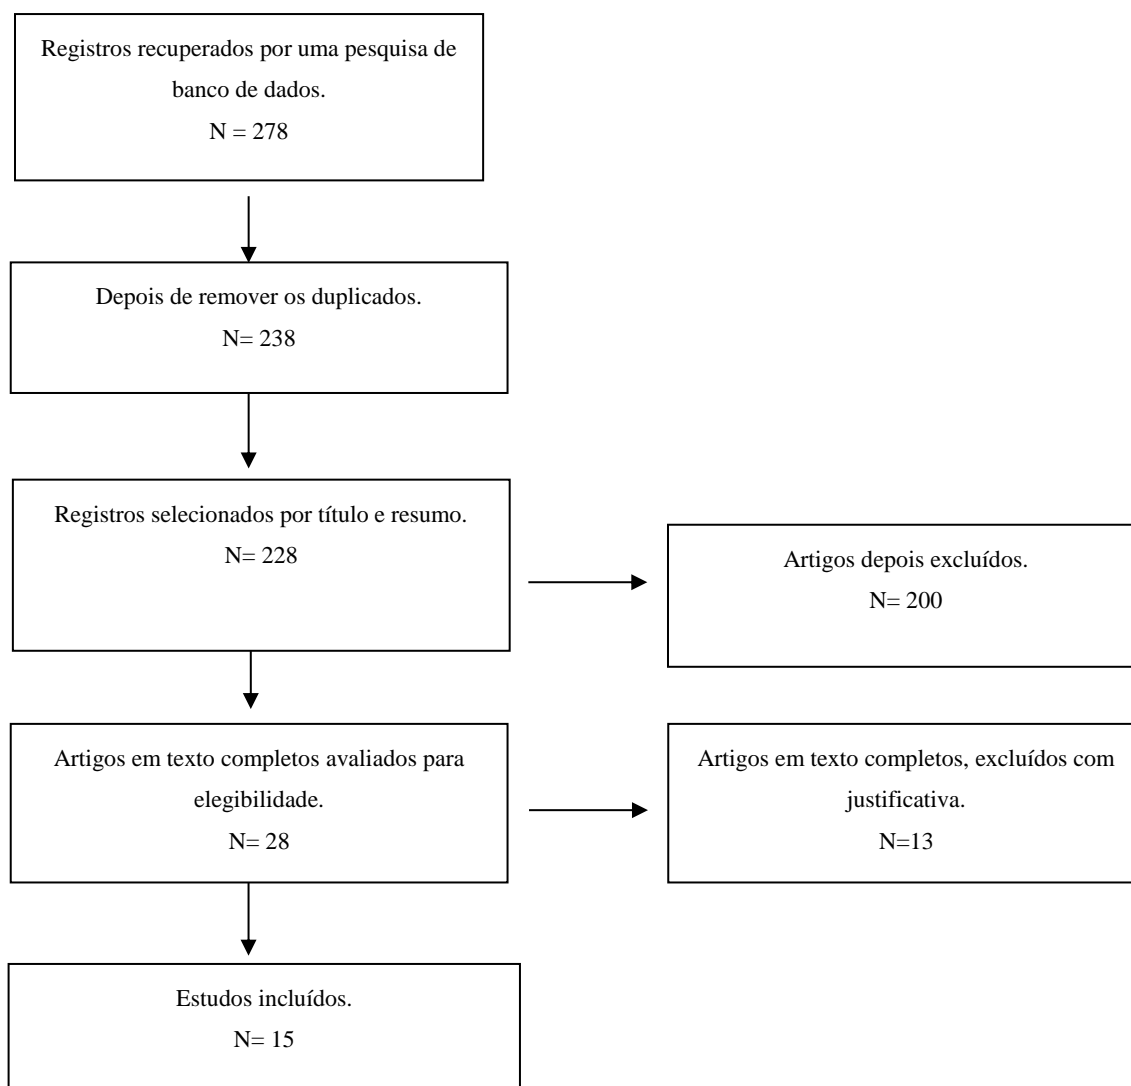 Registros recuperados por uma pesquisa de
banco de dados.
N = 278
Depois de remover os duplicados.
N= 238
Registros selecionados por título e resumo.
N= 228
Artigos depois excluídos.
N= 200
Artigos em texto completos avaliados para
elegibilidade.
N= 28
Artigos em texto completos, excluídos com
justificativa.
N=13
Estudos incluídos.
N= 15